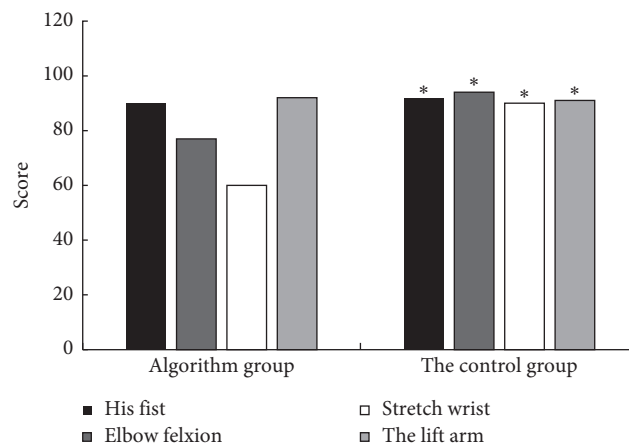 120
100
80
60
40
20
0
Score
* * * *
Algorithm group The control group
His fist Stretch wrist
Elbow felxion The lift arm